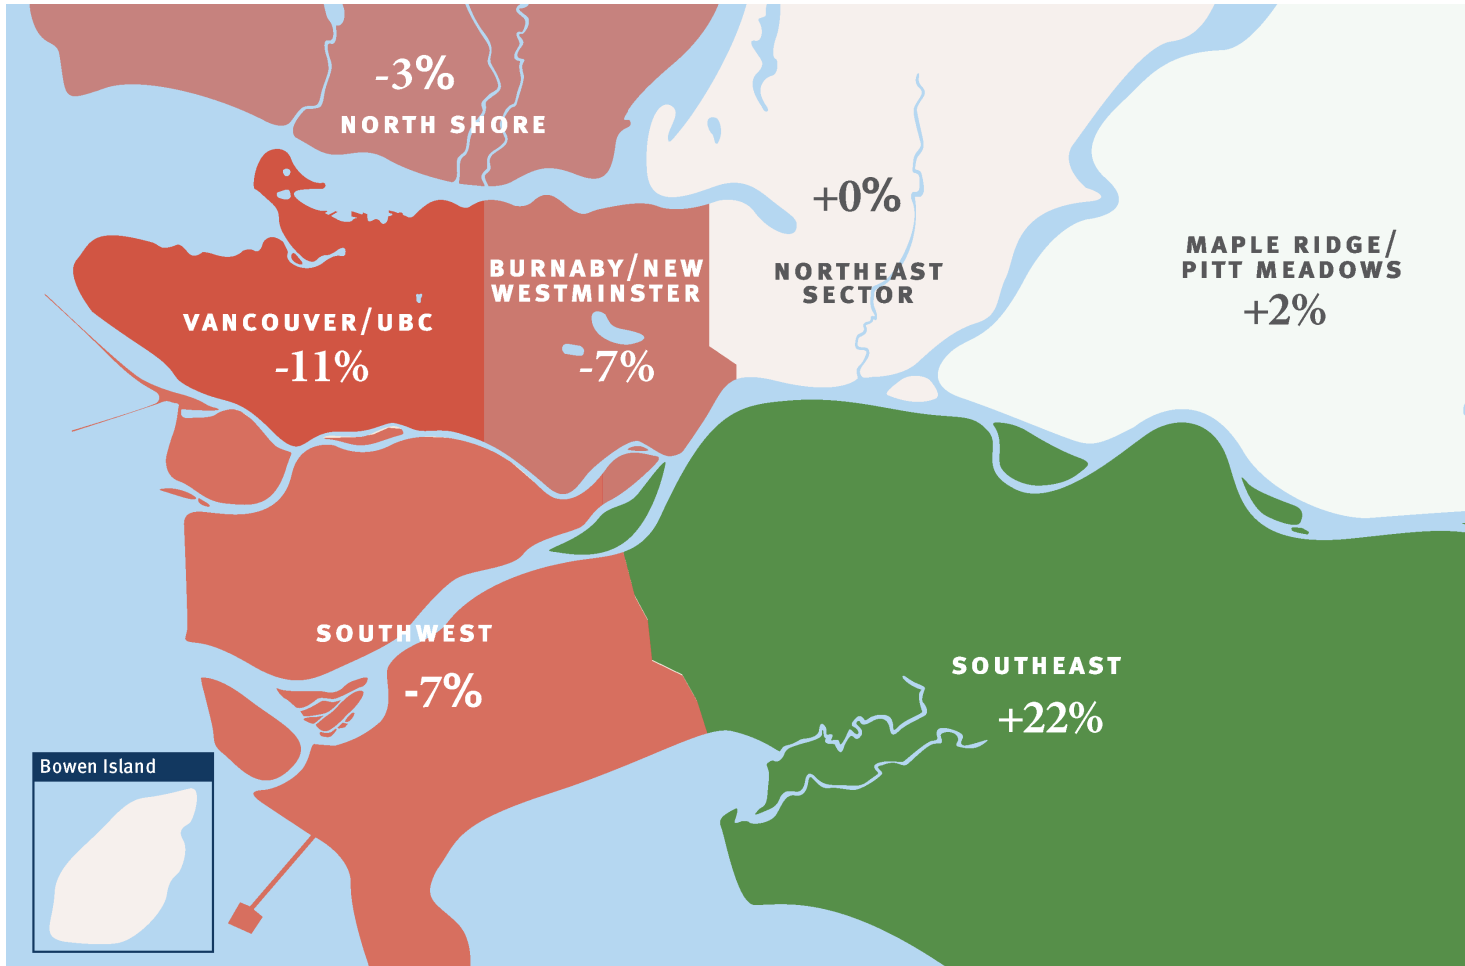 -3%
NORTH SHORE
+0%
NORTHEAST
SECTOR
MAPLE RIDGE/
PITT MEADOWS
+2%
BURNABY/NEW
WESTMINSTER
-7%
VANCOUVER/UBC
-11%
SOUTHWEST
-7%
SOUTHEAST
+22%
Bowen Island